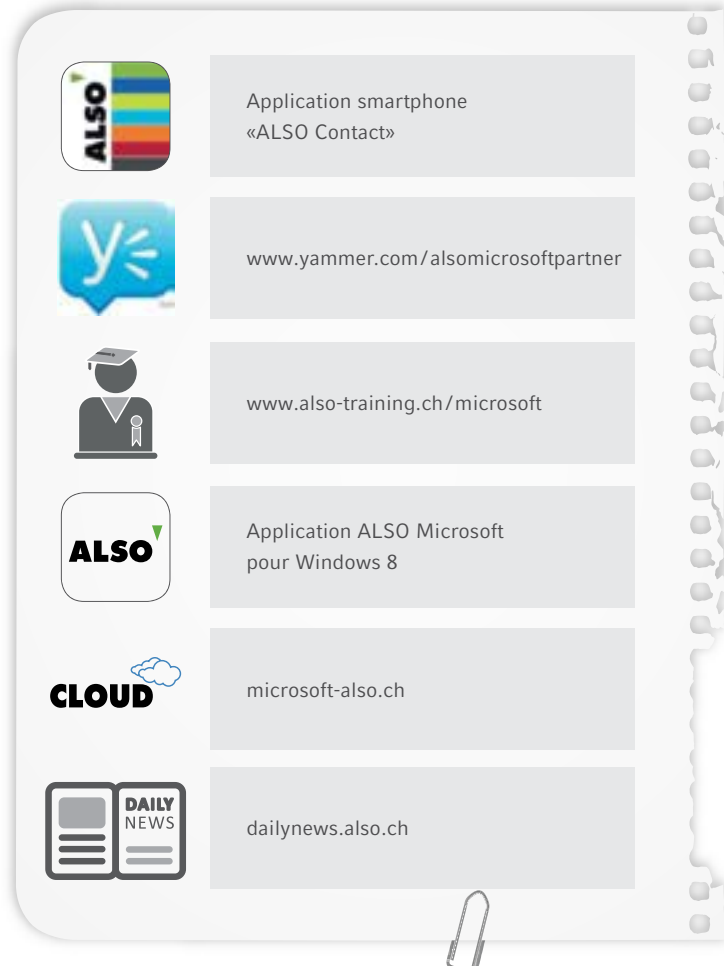 ALSO
Application smartphone
«ALSO Contact»
y
www.yammer.com/alsomicrosoftpartner
www.also-training.ch/microsoft
ALSO
Application ALSO Microsoft
pour Windows 8
CLOUD
microsoft-also.ch
DAILY
NEWS
dailynews.also.ch